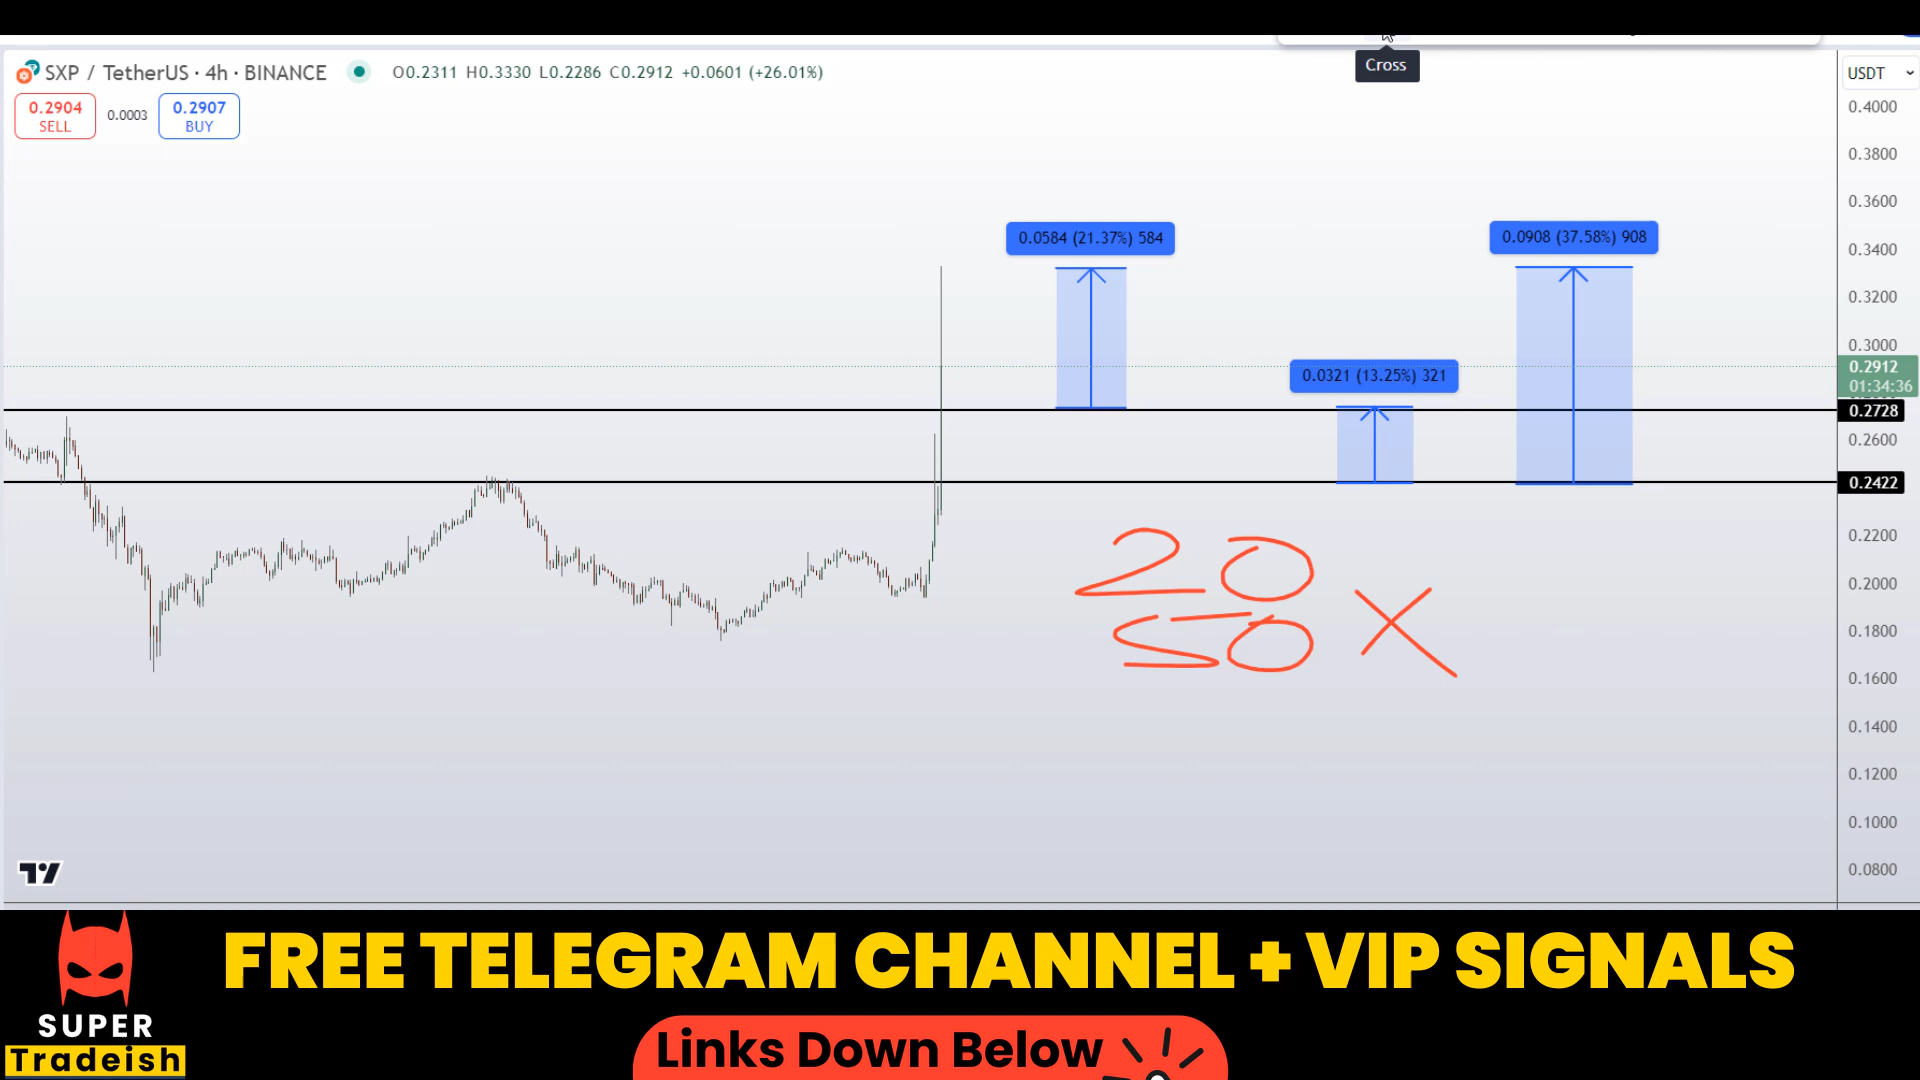 Cross
SXP / TetherUS · 4h · BINANCE
O0.2311 H0.3330 L0.2286 C0.2912 +0.0601 (+26.01%)
USDT
0.2904
SELL
0.0003
0.2907
BUY
0.4000
0.3800
0.3600
0.3400
0.3200
0.3000
0.2912
01:34:36
0.2728
0.2600
0.2422
0.2200
0.2000
0.1800
0.1600
0.1400
0.1200
0.1000
0.0800
0.0584 (21.37%) 584
0.0908 (37.58%) 908
0.0321 (13.25%) 321
20
50 X
FREE TELEGRAM CHANNEL + VIP SIGNALS
SUPER
Tradeish
Links Down Below